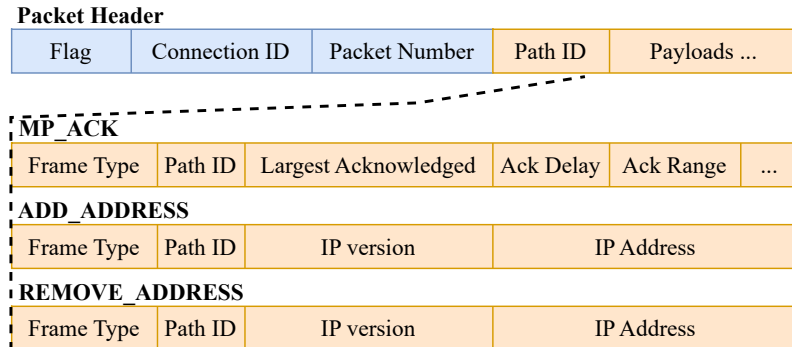 Packet Header
Flag Connection ID Packet Number Path ID Payloads ...
MP_ACK
Frame Type Path ID Largest Acknowledged Ack Delay Ack Range ...
ADD_ADDRESS
Frame Type Path ID IP version IP Address
REMOVE_ADDRESS
Frame Type Path ID IP version IP Address